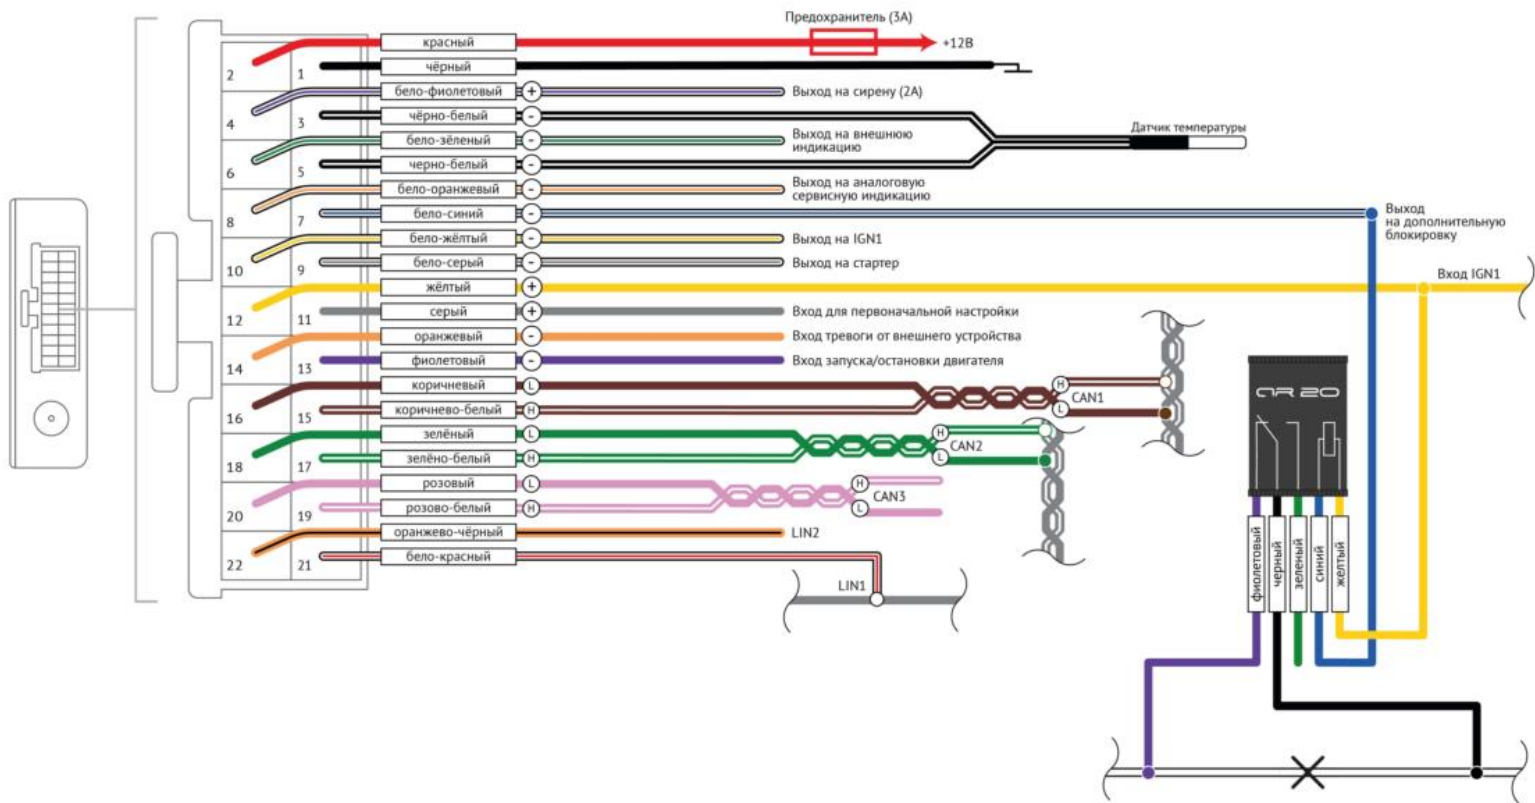 Предохранитель (3А)
2
красный
+12В
1
чёрный
4
бело-фиолетовый
+
Выход на сирену (2А)
3
чёрно-белый
-
Датчик температуры
6
бело-зёленый
-
Выход на внешнюю
индикацию
5
черно-белый
-
8
бело-оранжевый
-
Выход на аналоговую
сервисную индикацию
7
бело-синий
-
Выход
на дополнительную
блокировку
10
бело-жёлтый
-
Выход на IGN1
9
бело-серый
-
Выход на стартер
12
жёлтый
+
Вход IGN1
11
серый
+
Вход для первоначальной настройки
14
оранжевый
-
Вход тревоги от внешнего устройства
13
фиолетовый
-
Вход запуска/остановки двигателя
16
коричневый
L
H
CAN1
15
коричнево-белый
H
L
18
зелёный
L
H
CAN2
17
зелёно-белый
H
L
20
розовый
L
H
CAN3
19
розово-белый
H
L
22
оранжево-чёрный
LIN2
21
бело-красный
LIN1
AR20
фиолетовый
черный
зеленый
синий
желтый